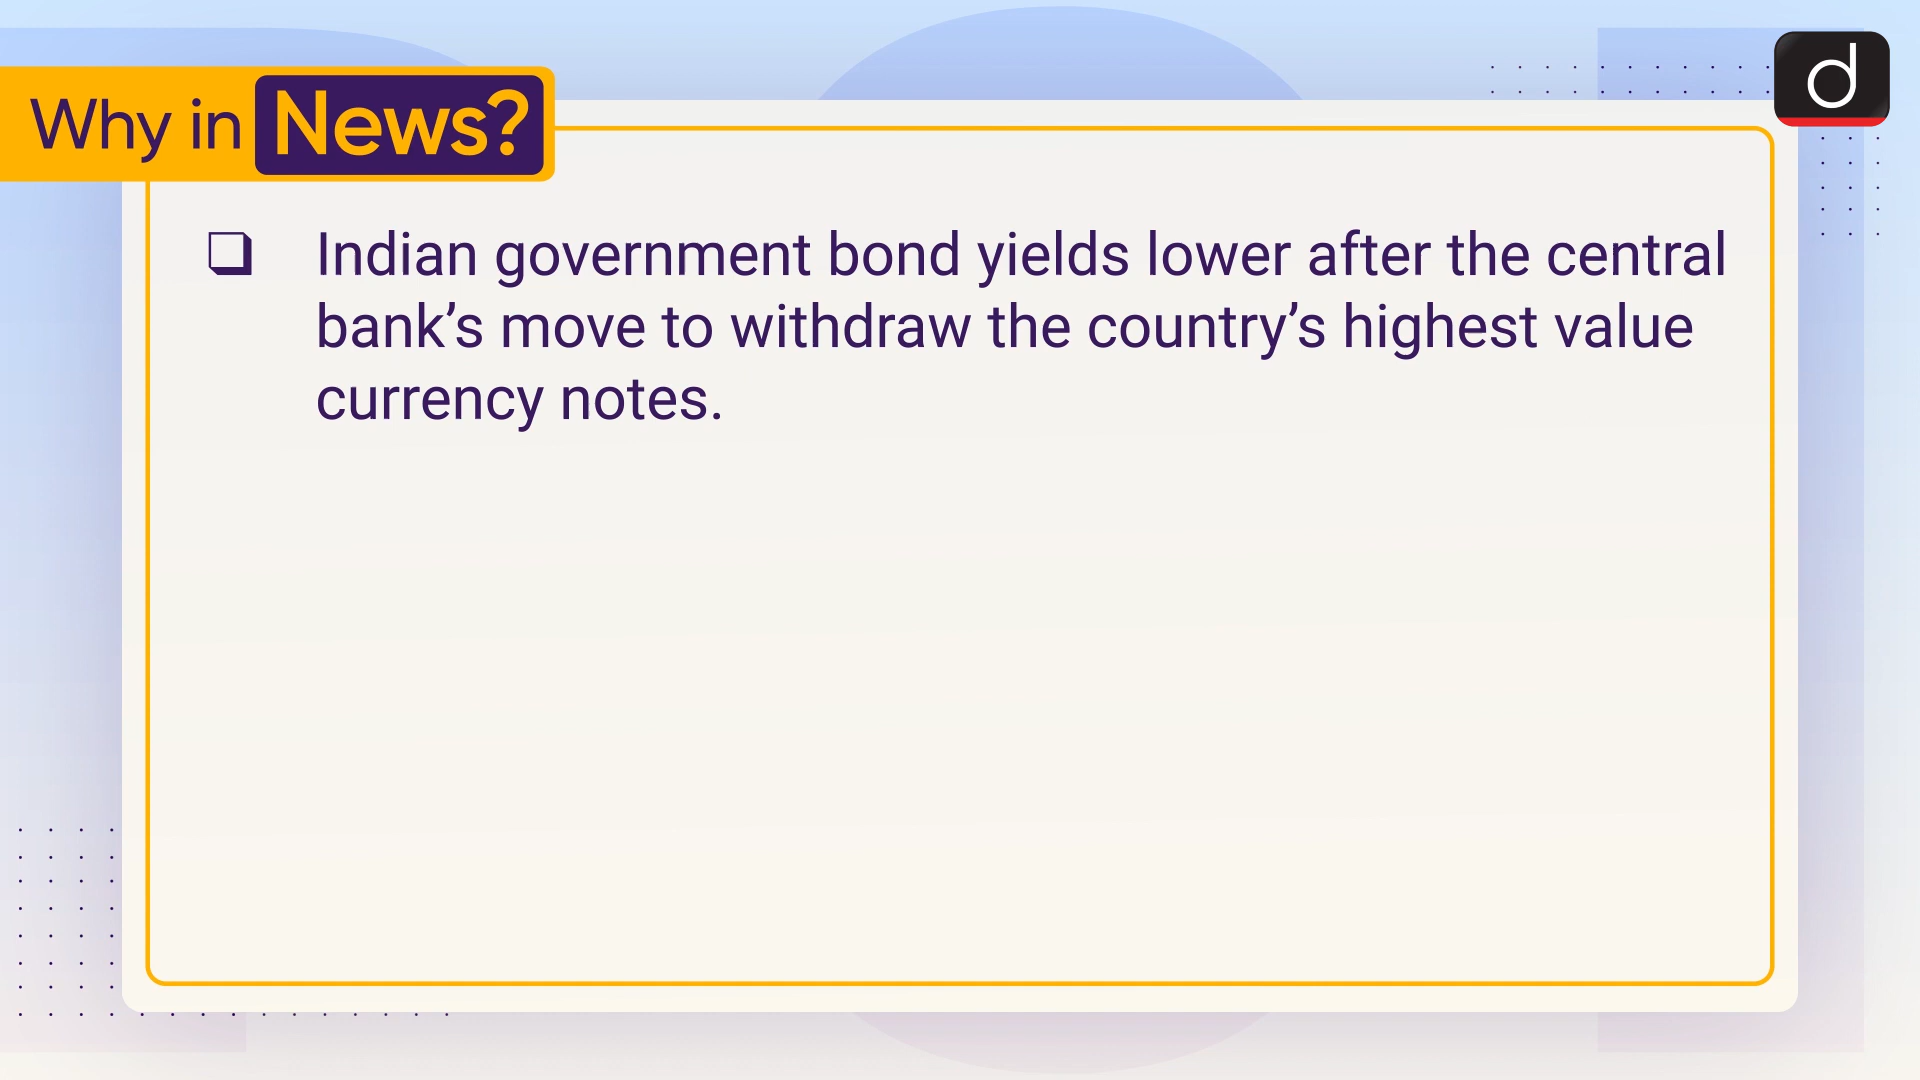 Why in News?
d
❑ Indian government bond yields lower after the central
bank’s move to withdraw the country’s highest value
currency notes.